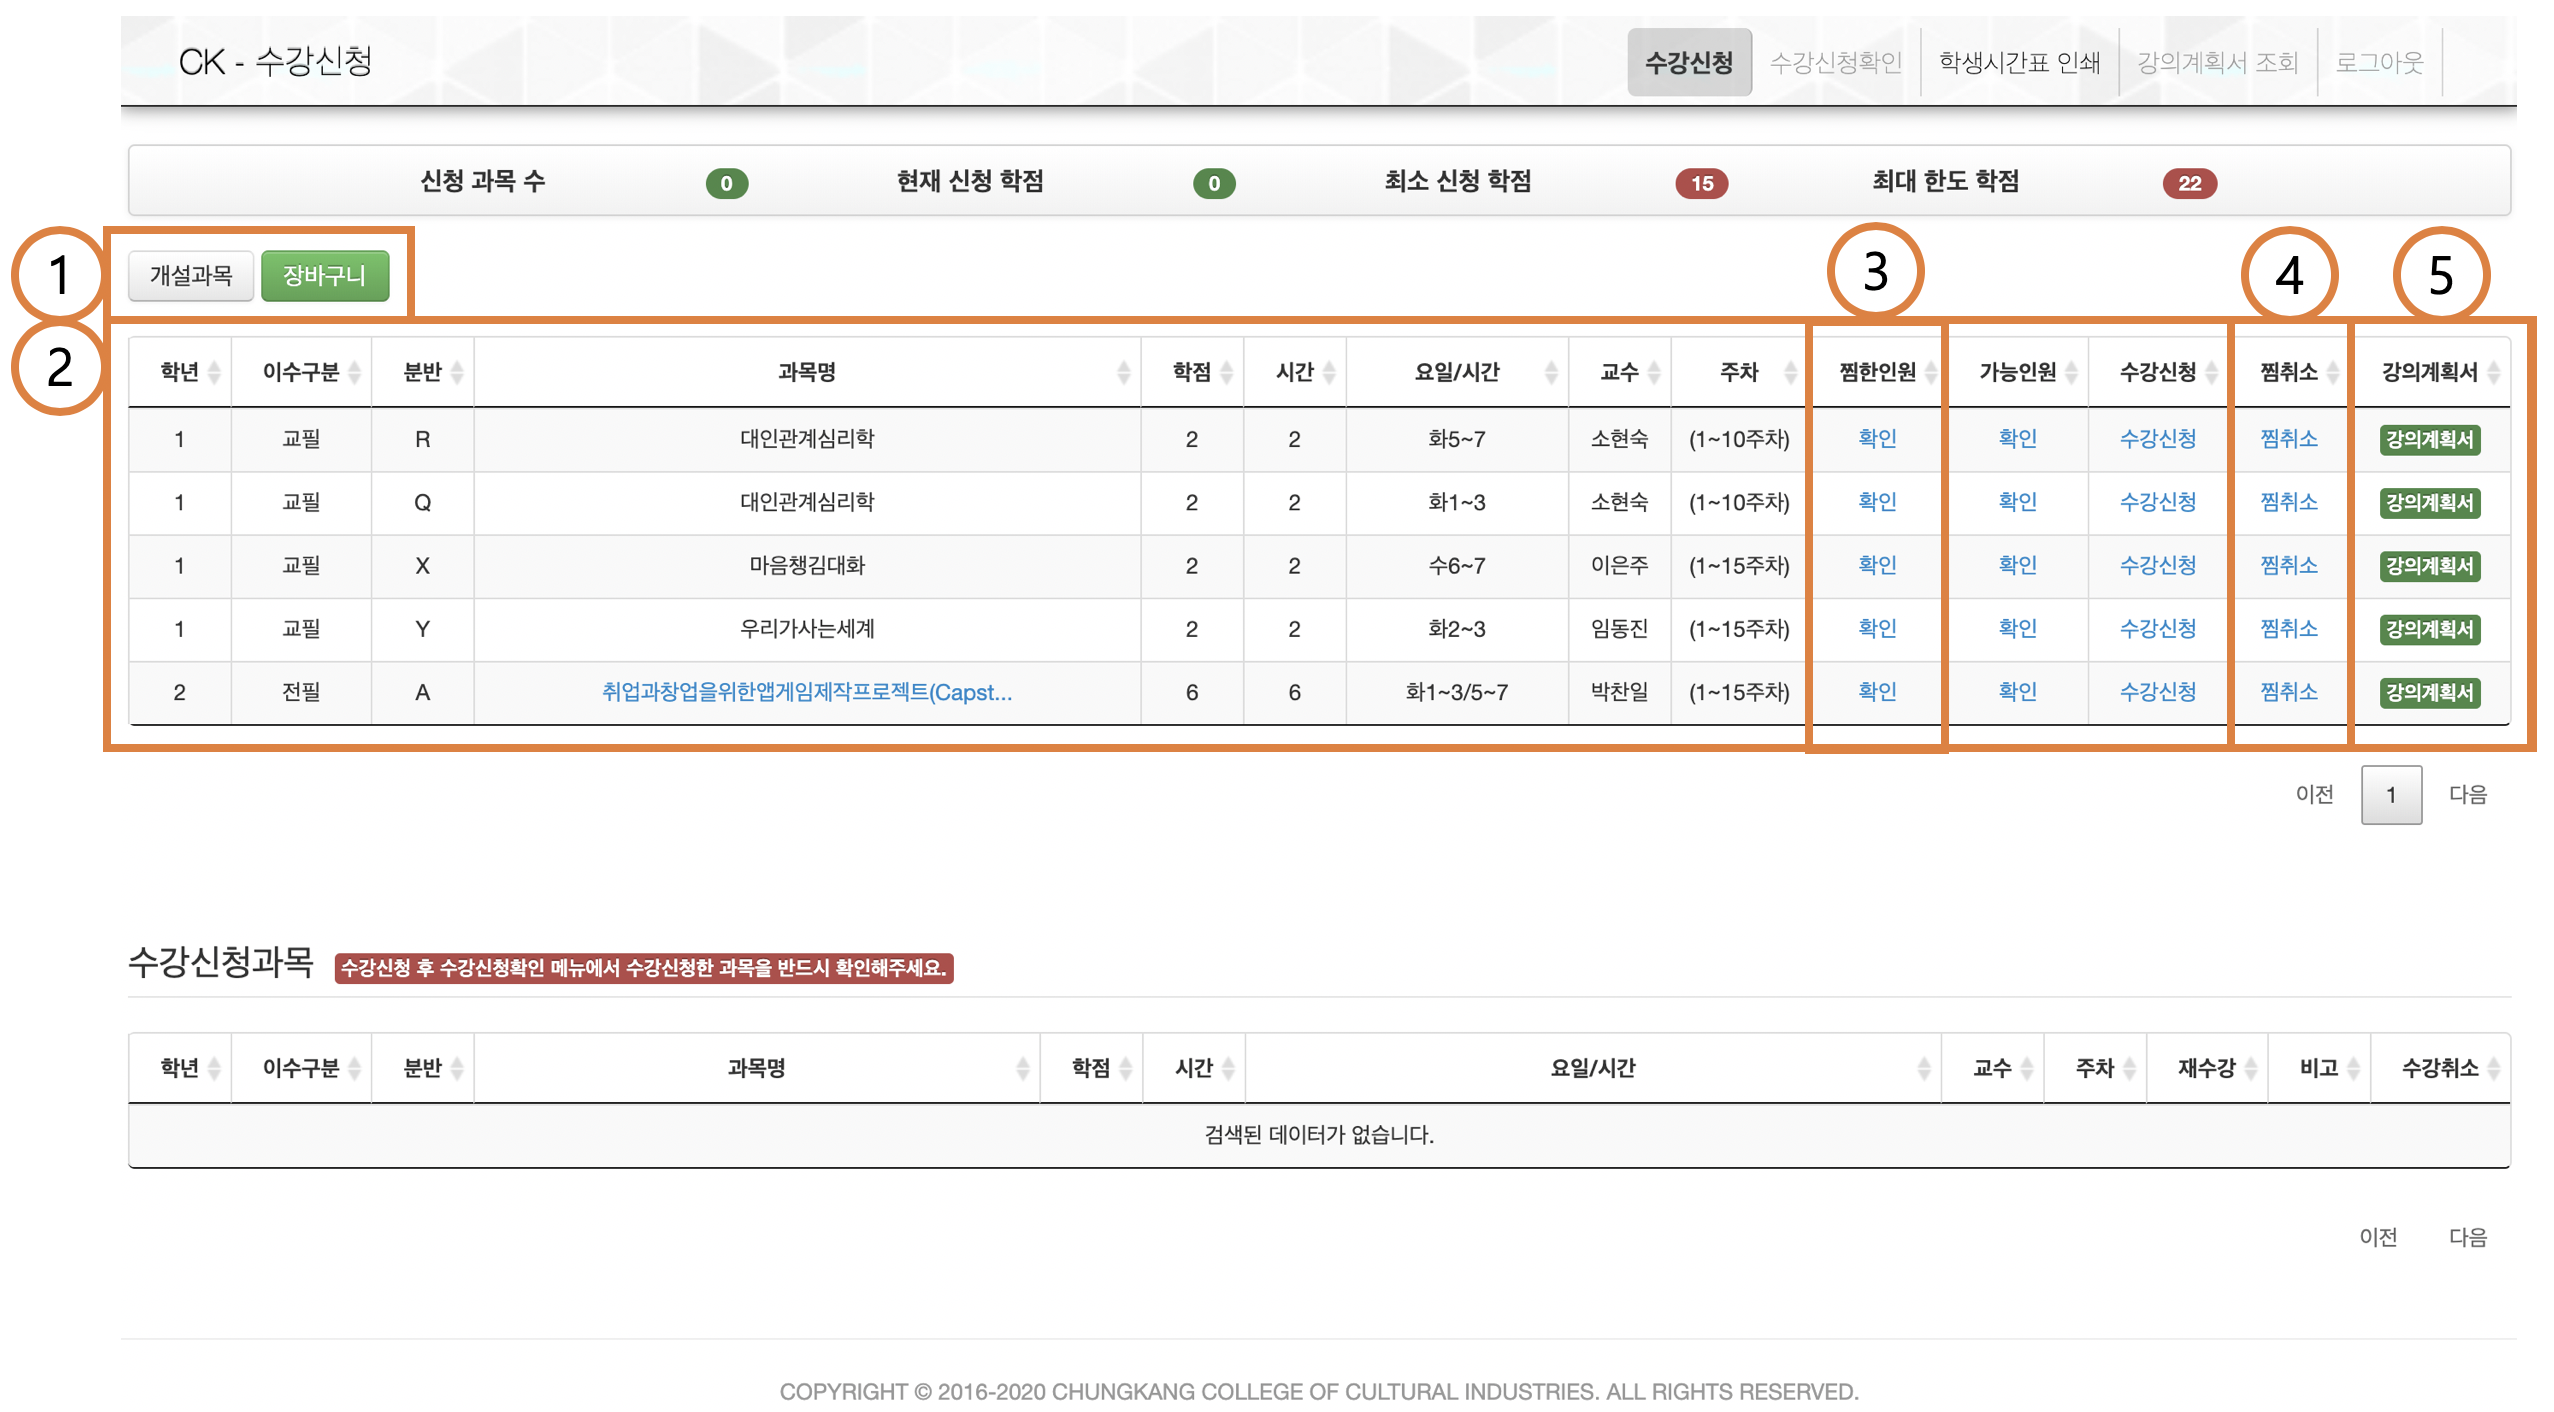 CK - 수강신청
수강신청 수강신청확인 학생시간표 인쇄 강의계획서 조회 로그아웃
신청 과목 수 0 현재 신청 학점 0 최소 신청 학점 15 최대 한도 학점 22
1 개설과목 장바구니 3 4 5
2
학년 이수구분 분반 과목명 학점 시간 요일/시간 교수 주차 찜한인원 가능인원 수강신청 찜취소 강의계획서
1 교필 R 대인관계심리학 2 2 화5~7 소현숙 (1~10주차) 확인 확인 수강신청 찜취소 강의계획서
1 교필 Q 대인관계심리학 2 2 화1~3 소현숙 (1~10주차) 확인 확인 수강신청 찜취소 강의계획서
1 교필 X 마음챙김대화 2 2 수6~7 이은주 (1~15주차) 확인 확인 수강신청 찜취소 강의계획서
1 교필 Y 우리가사는세계 2 2 화2~3 임동진 (1~15주차) 확인 확인 수강신청 찜취소 강의계획서
2 전필 A 취업과창업을위한앱게임제작프로젝트(Capst... 6 6 화1~3/5~7 박찬일 (1~15주차) 확인 확인 수강신청 찜취소 강의계획서
이전 1 다음
수강신청과목 수강신청 후 수강신청확인 메뉴에서 수강신청한 과목을 반드시 확인해주세요.
학년 이수구분 분반 과목명 학점 시간 요일/시간 교수 주차 재수강 비고 수강취소
검색된 데이터가 없습니다.
이전 다음
COPYRIGHT © 2016-2020 CHUNGKANG COLLEGE OF CULTURAL INDUSTRIES. ALL RIGHTS RESERVED.